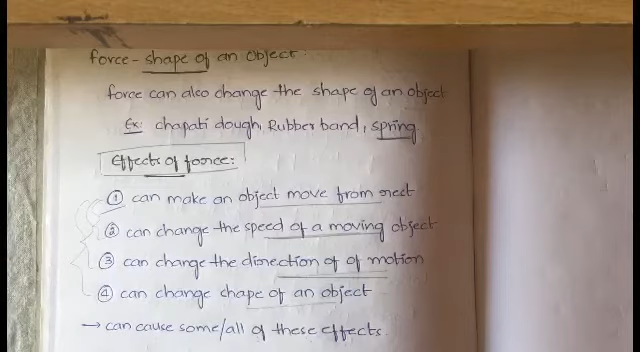 force - shape of an object.
force can also change the shape of an object
Ex: chapati dough, Rubber band, spring
Effects of force:
① can make an object move from rest
② can change the speed of a moving object
③ can change the direction of of motion
④ can change chape of an object
→ can cause some/all of these effects.